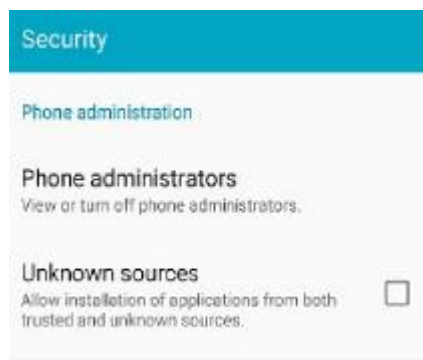 Security
Phone administration
Phone administrators
View or turn off phone administrators.
Unknown sources
Allow installation of applications from both
trusted and unknown sources.